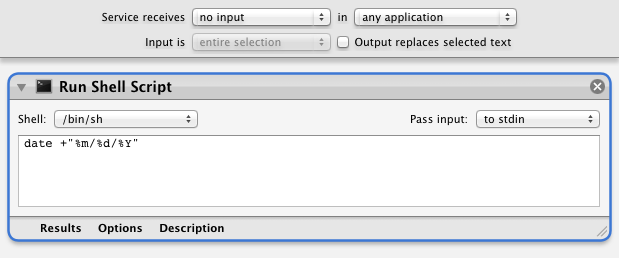 Service receives no input in any application
Input is entire selection Output replaces selected text
Run Shell Script
Shell: /bin/sh Pass input: to stdin
date +"%m/%d/%Y"
Results Options Description